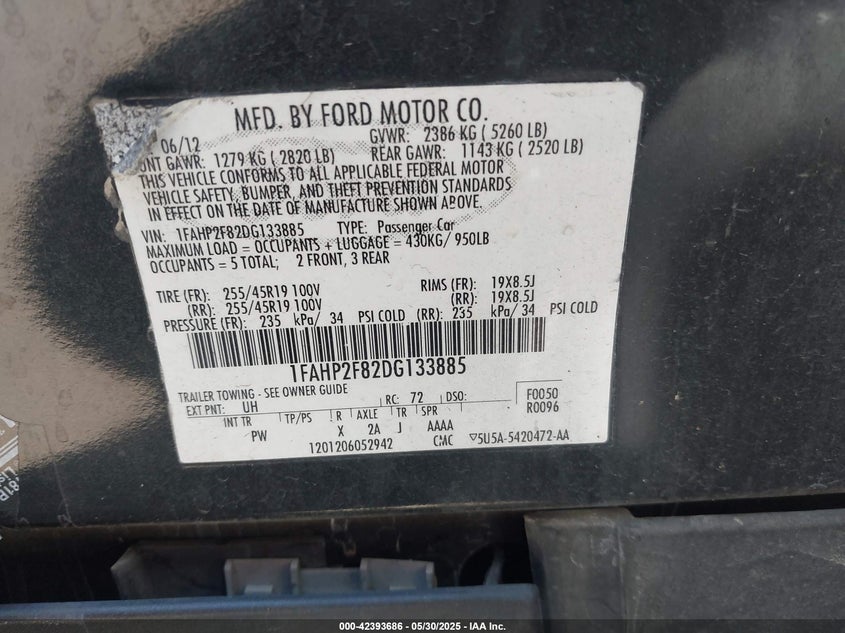 MFD. BY FORD MOTOR CO.
06/12 GVWR: 2386 KG ( 5260 LB)
NT GAWR: 1279 KG ( 2820 LB) REAR GAWR: 1143 KG ( 2520 LB)
THIS VEHICLE CONFORMS TO ALL APPLICABLE FEDERAL MOTOR
VEHICLE SAFETY, BUMPER, AND THEFT PREVENTION STANDARDS
IN EFFECT ON THE DATE OF MANUFACTURE SHOWN ABOVE.
VIN: 1FAHP2F82DG133885 TYPE: Passenger Car
MAXIMUM LOAD = OCCUPANTS + LUGGAGE = 430KG/ 950LB
OCCUPANTS = 5 TOTAL; 2 FRONT, 3 REAR
TIRE (FR): 255/45R19 100V RIMS (FR): 19X8.5J
(RR): 255/45R19 100V (RR): 19X8.5J
PRESSURE (FR): 235 kPa/ 34 PSI COLD (RR): 235 kPa/ 34 PSI COLD
1FAHP2F82DG133885
TRAILER TOWING - SEE OWNER GUIDE
EXT PNT: UH RC: 72 DSO: F0050
INT TR TP/PS R AXLE TR SPR R0096
PW X 2A J AAAA
1201206052942 CMC ▽5U5A-5420472-AA
000-42393686 - 05/30/2025 - IAA Inc.